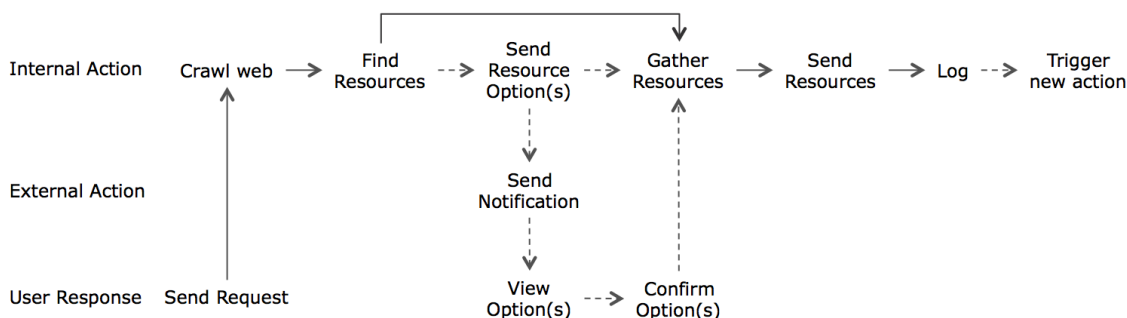 Internal Action
Crawl web
Find
Resources
Send
Resource
Option(s)
Gather
Resources
Send
Resources
Log
Trigger
new action
External Action
Send
Notification
User Response
Send Request
View
Option(s)
Confirm
Option(s)